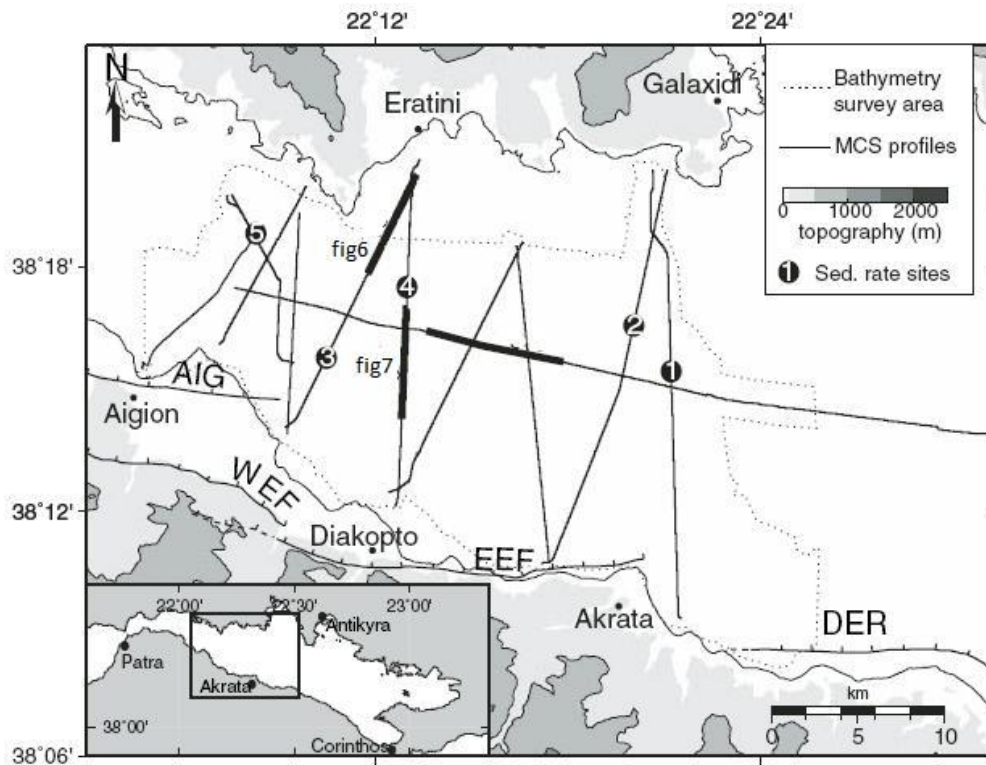 22˚12'
22˚24'
N
Eratini
Galaxidi
Bathymetry
survey area
MCS profiles
0
1000
2000
topography (m)
1 Sed. rate sites
38˚18'
5
fig6
4
2
3
fig7
1
AIG
Aigion
WEF
38˚12'
Diakopto
EEF
Akrata
DER
22˚00'
22˚30'
23˚00'
Antikyra
Patra
Akrata
38˚00'
Corinthos
km
0
5
10
38˚06'